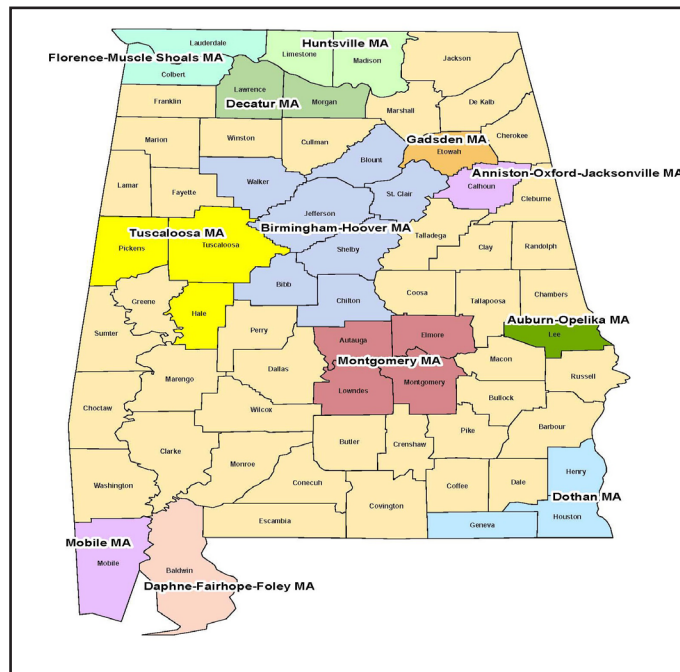 Lauderdale
Huntsville MA
Florence-Muscle Shoals MA
Limestone
Madison
Jackson
Colbert
Lawrence
Franklin
Decatur MA
Morgan
Marshall
De Kalb
Cherokee
Marion
Winston
Cullman
Gadsden MA
Etowah
Blount
Anniston-Oxford-Jacksonville MA
Walker
St. Clair
Calhoun
Lamar
Fayette
Cleburne
Jefferson
Tuscaloosa MA
Birmingham-Hoover MA
Pickens
Tuscaloosa
Shelby
Talladega
Clay
Randolph
Bibb
Greene
Chilton
Coosa
Tallapoosa
Chambers
Sumter
Hale
Auburn-Opelika MA
Lee
Perry
Autauga
Elmore
Montgomery MA
Macon
Dallas
Marengo
Russell
Lowndes
Montgomery
Bullock
Choctaw
Wilcox
Barbour
Pike
Butler
Crenshaw
Clarke
Monroe
Conecuh
Henry
Washington
Coffee
Dale
Dothan MA
Covington
Escambia
Geneva
Houston
Mobile MA
Mobile
Baldwin
Daphne-Fairhope-Foley MA